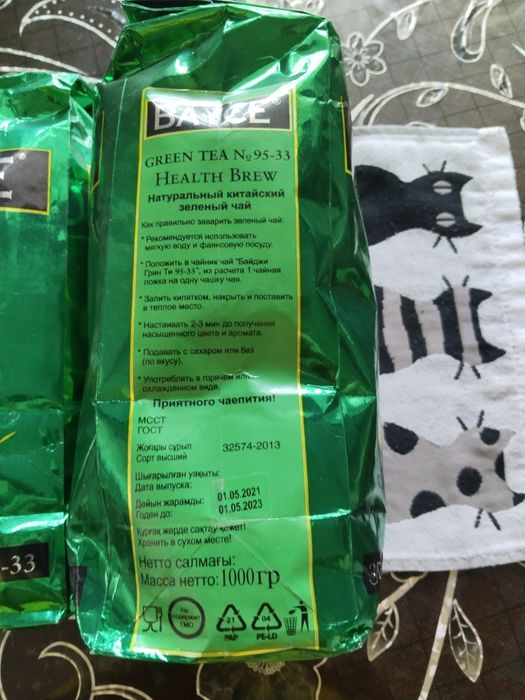 GREEN TEA №95-33
HEALTH BREW
Натуральный китайский
зеленый чай
Как правильно заварить зеленый чай:
* Рекомендуется использовать
мягкую воду и фаянсовую посуду.
* Положить в чайник чай "Байджи
Грин Ти 95-33", из расчета 1 чайная
ложка на одну чашку чая.
* Залить кипятком, накрыть и поставить
в теплое место.
* Настаивать 2-3 мин до получения
насыщенного цвета и аромата.
* Подавать с сахаром или без
(по вкусу).
* Употреблять в горячем или
охлажденном виде.
Приятного чаепития!
МССТ
ГОСТ
Жоғары сұрып 32574-2013
Сорт высший
Шығарылған уақыты:
Дата выпуска: 01.05.2021
Дейін жарамды: 01.05.2023
Годен до:
Құрғақ жерде сақтау қажет!
Хранить в сухом месте!
Нетто салмағы:
Масса нетто: 1000гр
Не
содержит
ГМО
21
PAP
04
PE-LD
-33